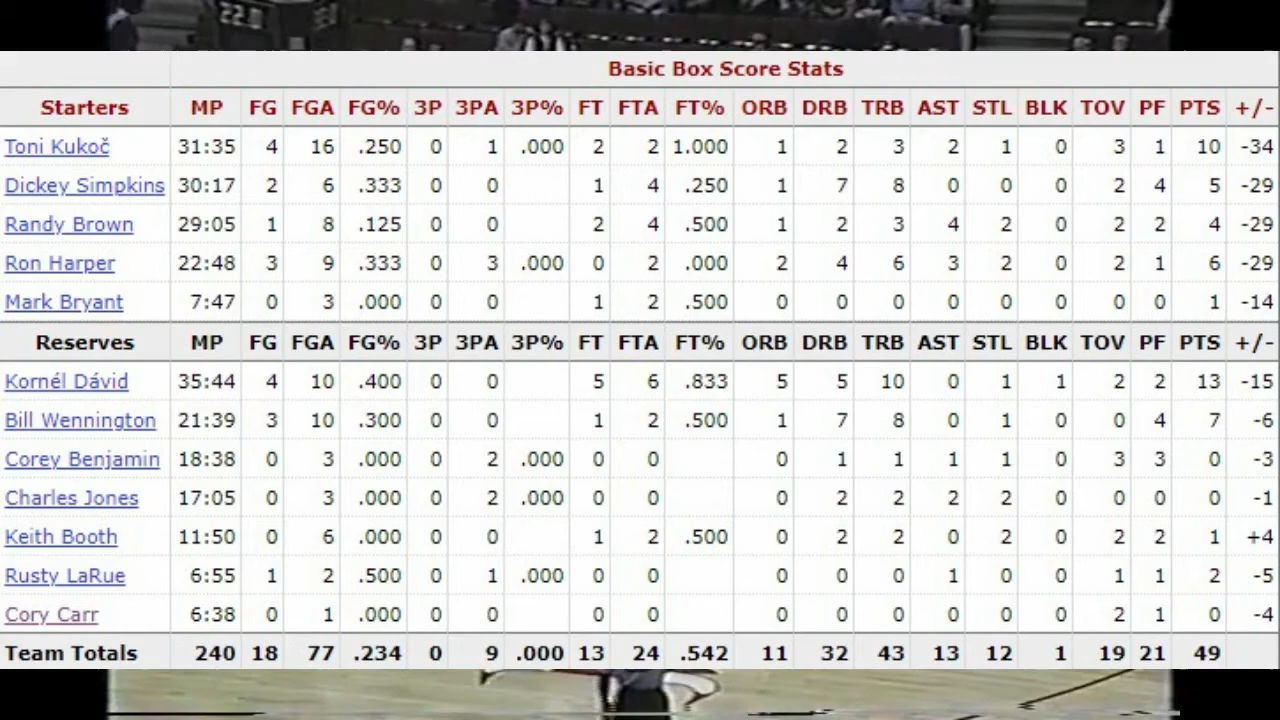 22.8
Basic Box Score Stats
Starters MP FG FGA FG% 3P 3PA 3P% FT FTA FT% ORB DRB TRB AST STL BLK TOV PF PTS +/-
Toni Kukoč 31:35 4 16 .250 0 1 .000 2 2 1.000 1 2 3 2 1 0 3 1 10 -34
Dickey Simpkins 30:17 2 6 .333 0 0 1 4 .250 1 7 8 0 0 0 2 4 5 -29
Randy Brown 29:05 1 8 .125 0 0 2 4 .500 1 2 3 4 2 0 2 2 4 -29
Ron Harper 22:48 3 9 .333 0 3 .000 0 2 .000 2 4 6 3 2 0 2 1 6 -29
Mark Bryant 7:47 0 3 .000 0 0 1 2 .500 0 0 0 0 0 0 0 0 1 -14
Reserves MP FG FGA FG% 3P 3PA 3P% FT FTA FT% ORB DRB TRB AST STL BLK TOV PF PTS +/-
Kornél Dávid 35:44 4 10 .400 0 0 5 6 .833 5 5 10 0 1 1 2 2 13 -15
Bill Wennington 21:39 3 10 .300 0 0 1 2 .500 1 7 8 0 1 0 0 4 7 -6
Corey Benjamin 18:38 0 3 .000 0 2 .000 0 0 0 1 1 1 1 0 3 3 0 -3
Charles Jones 17:05 0 3 .000 0 2 .000 0 0 0 2 2 2 2 0 0 0 0 -1
Keith Booth 11:50 0 6 .000 0 0 1 2 .500 0 2 2 0 2 0 2 2 1 +4
Rusty LaRue 6:55 1 2 .500 0 1 .000 0 0 0 0 0 1 0 0 1 1 2 -5
Cory Carr 6:38 0 1 .000 0 0 0 0 0 0 0 0 0 0 2 1 0 -4
Team Totals 240 18 77 .234 0 9 .000 13 24 .542 11 32 43 13 12 1 19 21 49